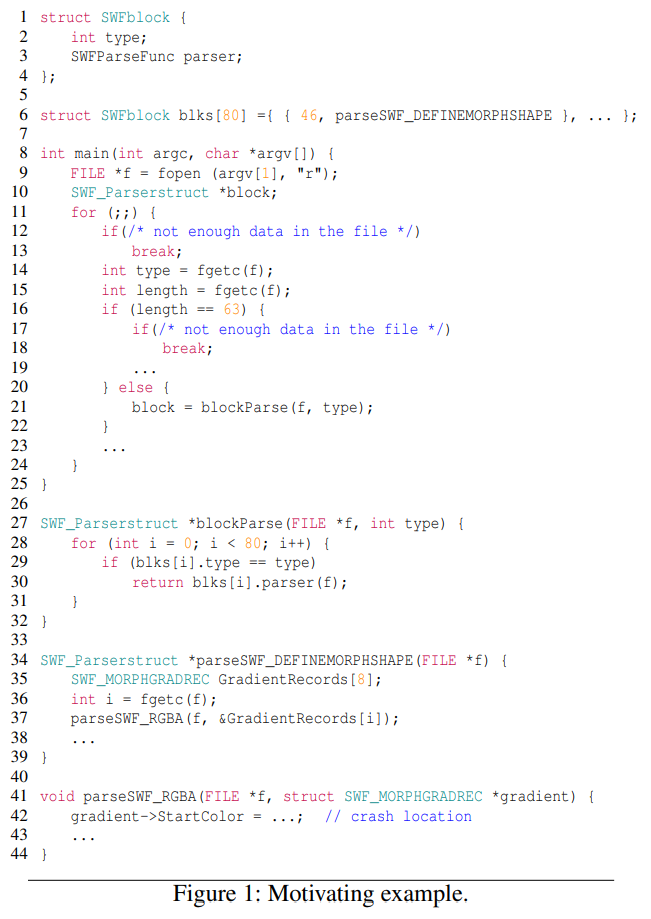 1 struct SWFblock {
2     int type;
3     SWFParseFunc parser;
4 };
5
6 struct SWFblock blks[80] ={ { 46, parseSWF_DEFINEMORPHSHAPE }, ... };
7
8 int main(int argc, char *argv[]) {
9     FILE *f = fopen (argv[1], "r");
10     SWF_Parserstruct *block;
11     for (;;) {
12         if(/* not enough data in the file */)
13             break;
14         int type = fgetc(f);
15         int length = fgetc(f);
16         if (length == 63) {
17             if(/* not enough data in the file */)
18                 break;
19             ...
20         } else {
21             block = blockParse(f, type);
22         }
23         ...
24     }
25 }
26
27 SWF_Parserstruct *blockParse(FILE *f, int type) {
28     for (int i = 0; i < 80; i++) {
29         if (blks[i].type == type)
30             return blks[i].parser(f);
31     }
32 }
33
34 SWF_Parserstruct *parseSWF_DEFINEMORPHSHAPE(FILE *f) {
35     SWF_MORPHGRADREC GradientRecords[8];
36     int i = fgetc(f);
37     parseSWF_RGBA(f, &GradientRecords[i]);
38     ...
39 }
40
41 void parseSWF_RGBA(FILE *f, struct SWF_MORPHGRADREC *gradient) {
42     gradient->StartColor = ...;  // crash location
43     ...
44 }
Figure 1: Motivating example.